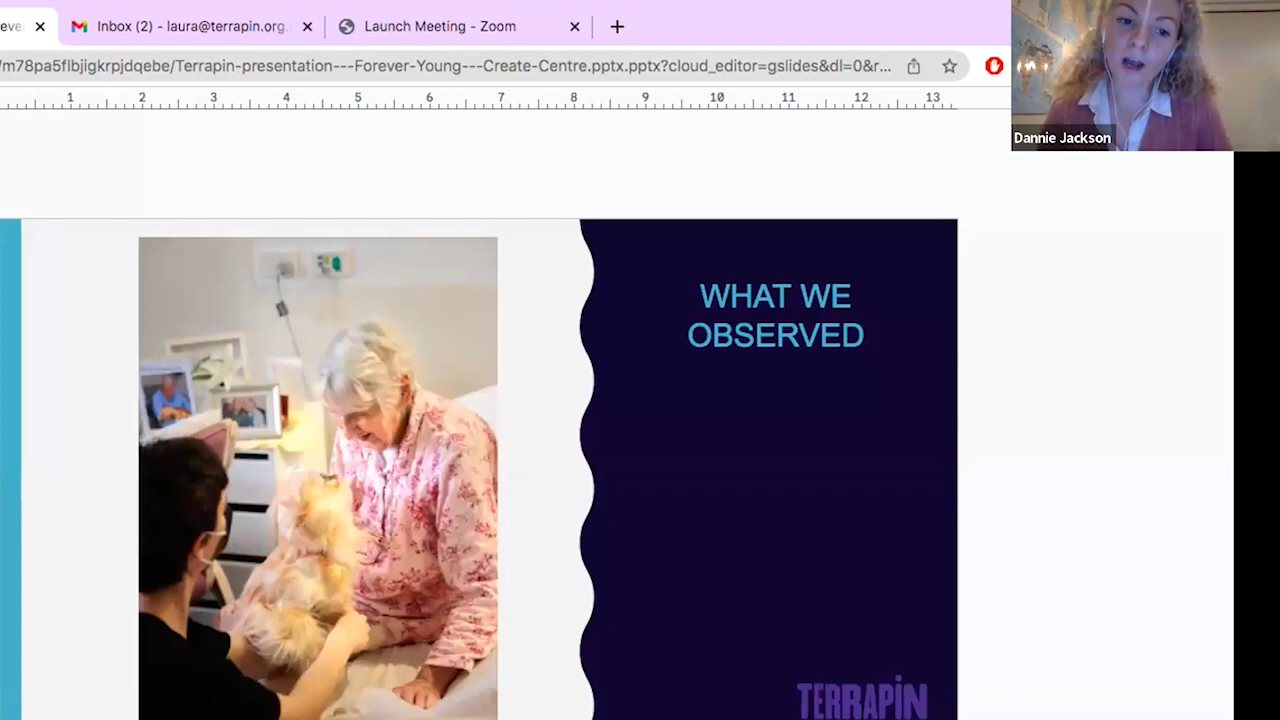 eve
Inbox (2) - laura@terrapin.org.
Launch Meeting - Zoom
/m78pa5flbjigkrpjdqebe/Terrapin-presentation---Forever-Young---Create-Centre.pptx.pptx?cloud_editor=gslides&dl=0&r...
1 2 3 4 5 6 7 8 9 10 11 12 13
Dannie Jackson
WHAT WE
OBSERVED
TERRAPIN